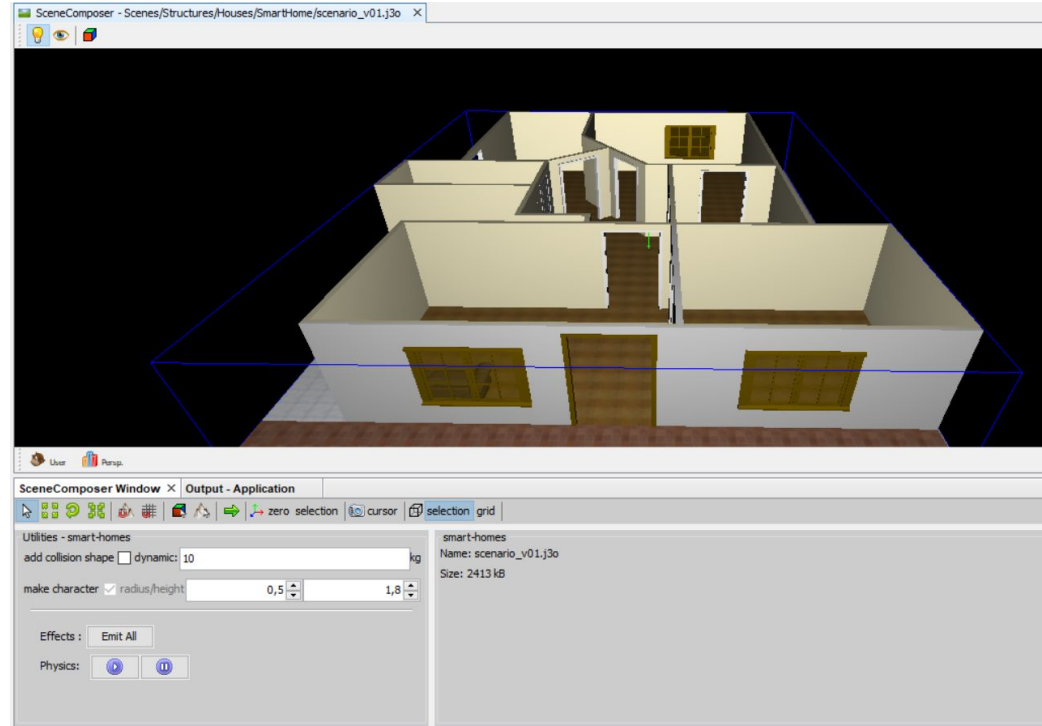 SceneComposer - Scenes/Structures/Houses/SmartHome/scenario_v01.j3o
User Persp.
SceneComposer Window Output - Application
zero selection cursor selection grid
Utilities - smart-homes
add collision shape dynamic: 10 kg
make character radius/height 0,5 1,8
Effects : Emit All
Physics:
smart-homes
Name: scenario_v01.j3o
Size: 2413 kB